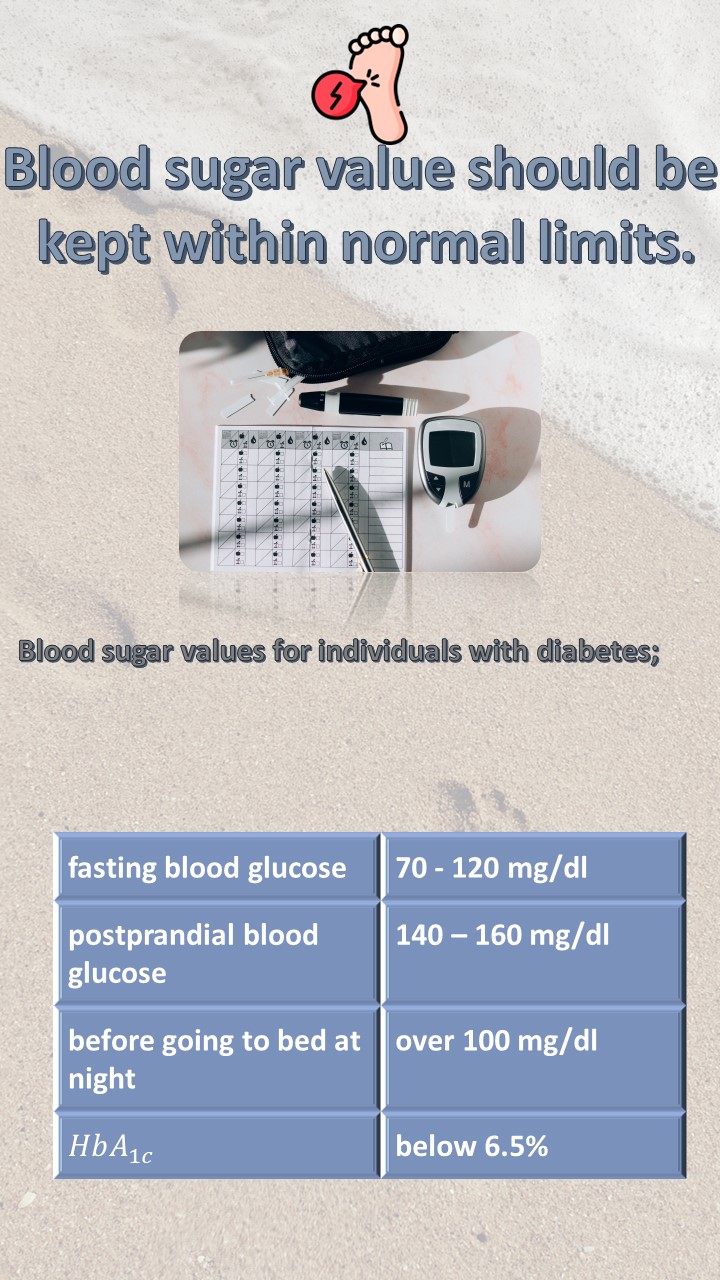 Blood sugar value should be
kept within normal limits.
M
Blood sugar values for individuals with diabetes;
fasting blood glucose
70 - 120 mg/dl
postprandial blood
glucose
140 – 160 mg/dl
before going to bed at
night
over 100 mg/dl
HbA1c
below 6.5%